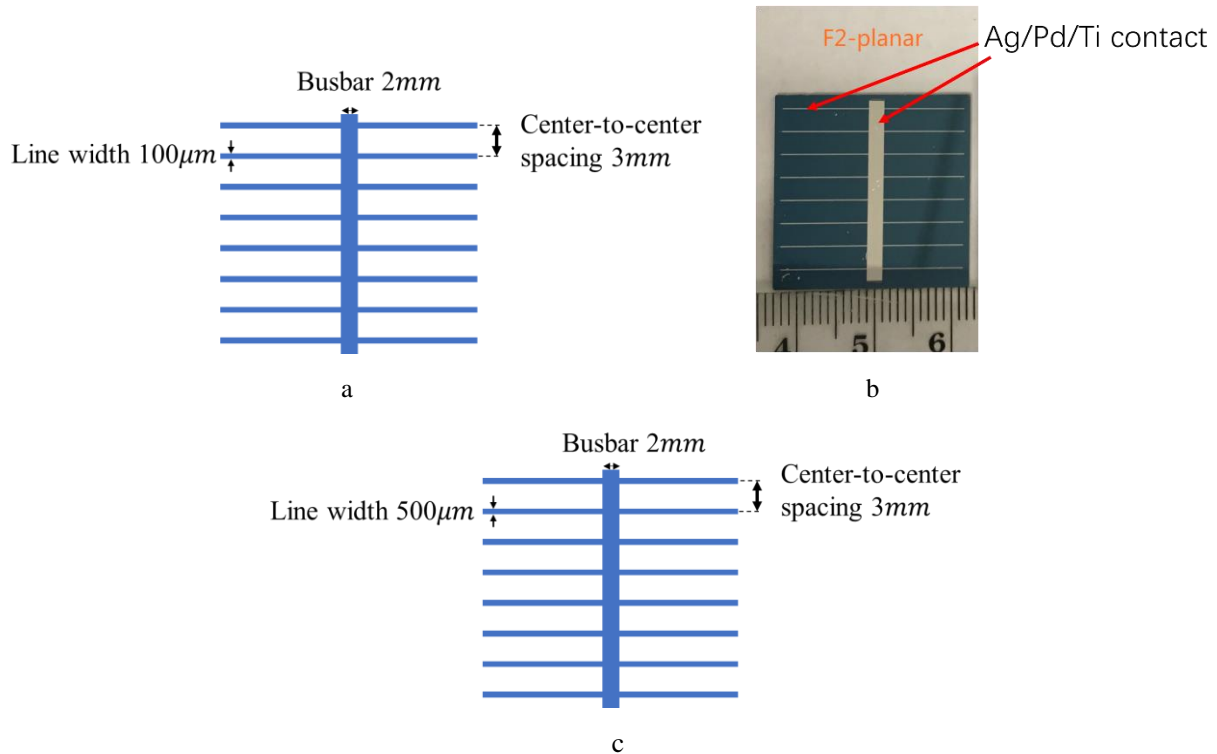 Busbar 2mm
Line width 100μm
Center-to-center
spacing 3mm
a
F2-planar
Ag/Pd/Ti contact
4 5 6
b
Busbar 2mm
Line width 500μm
Center-to-center
spacing 3mm
c